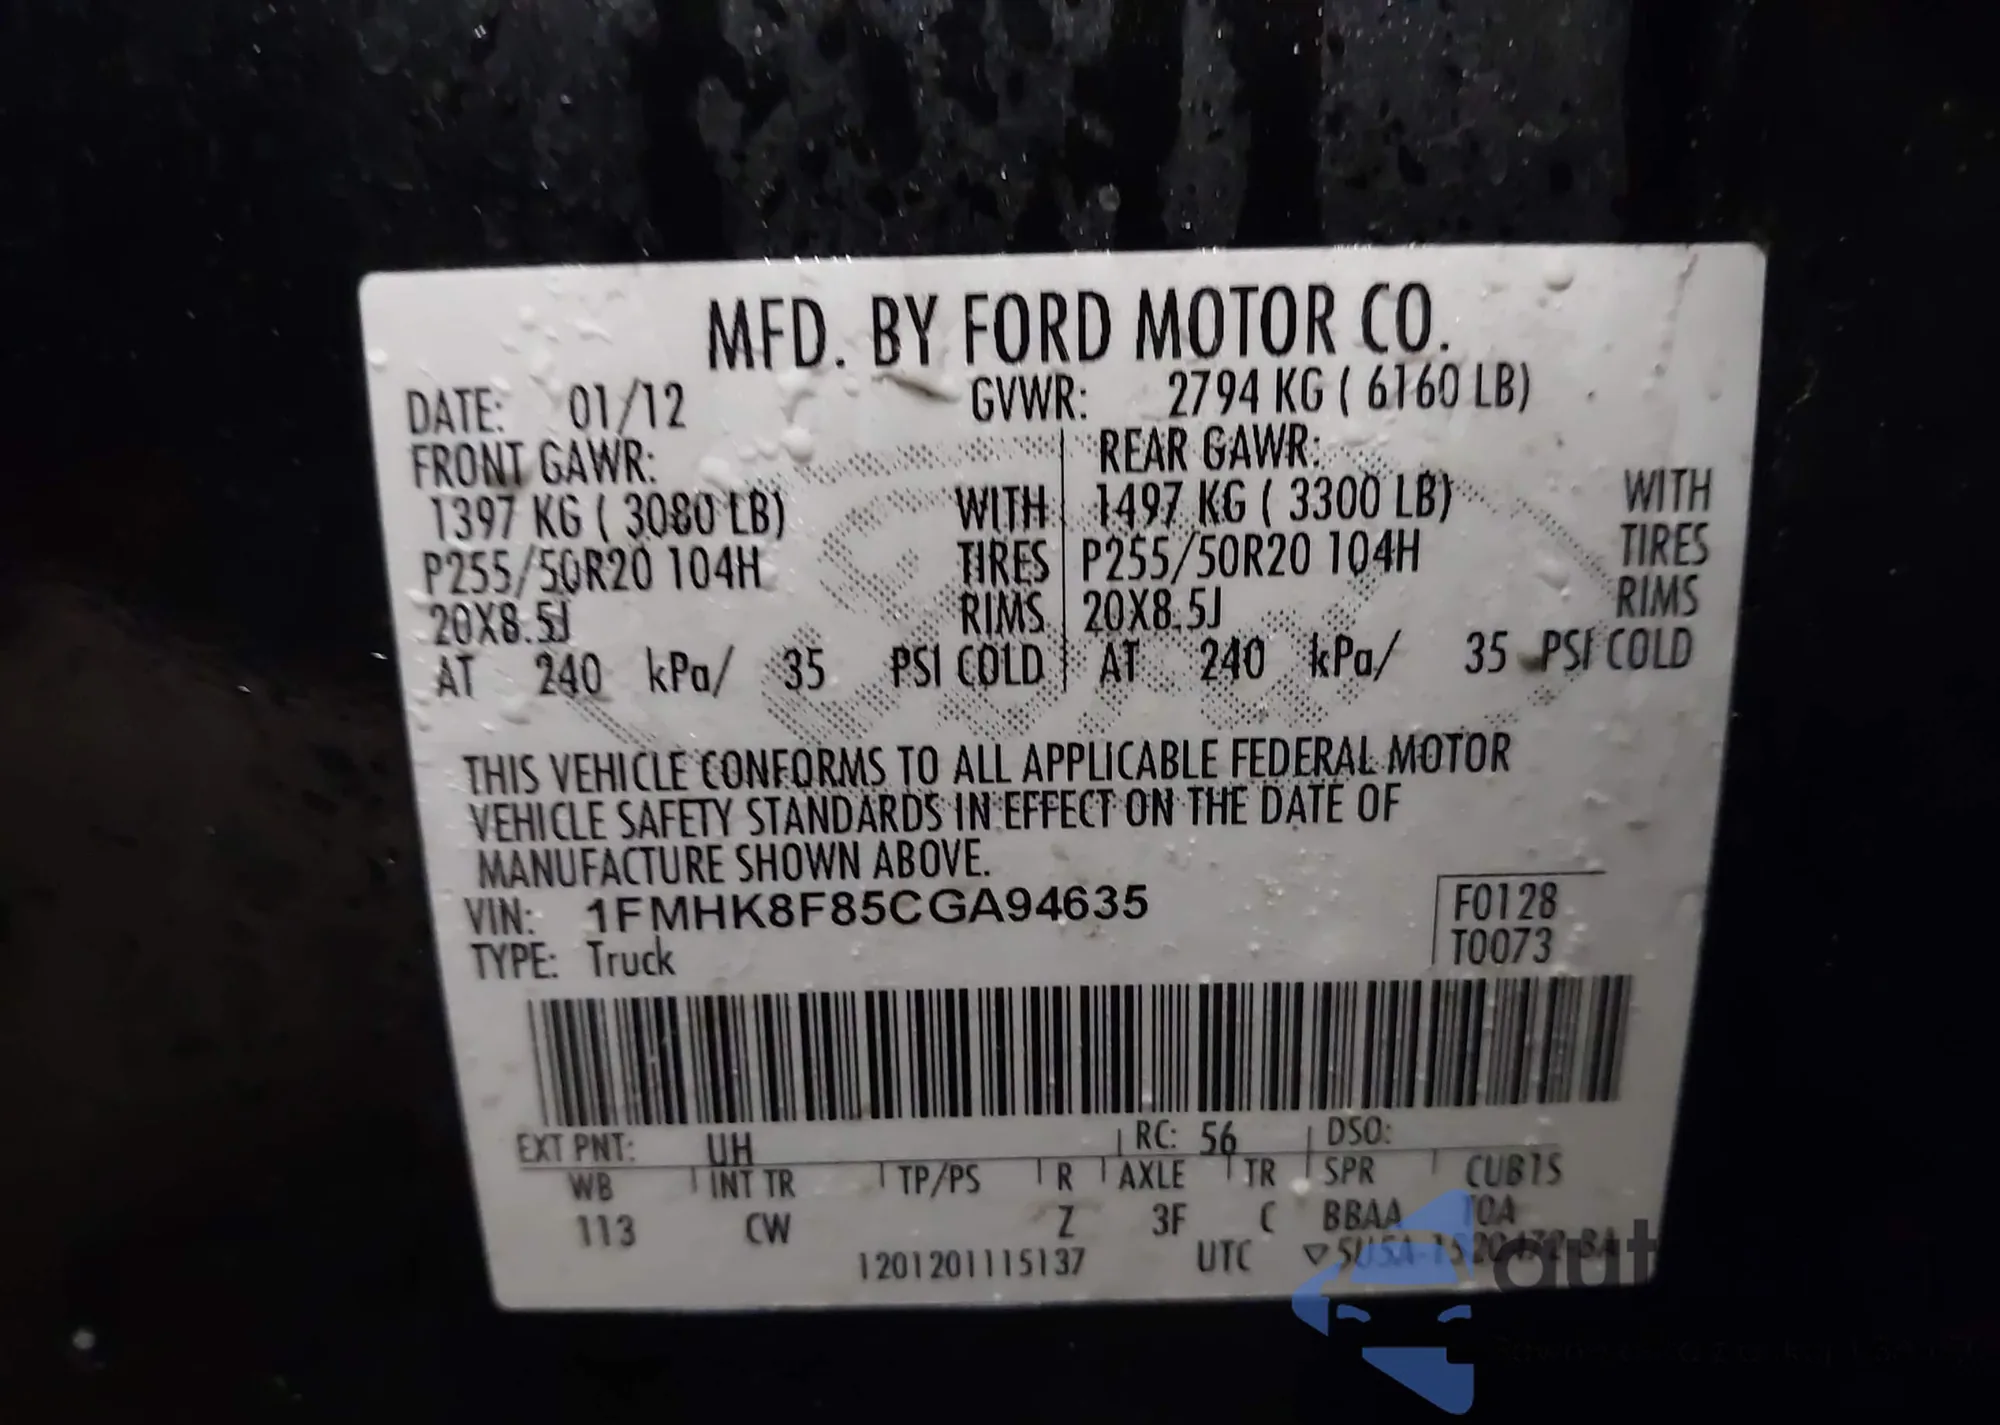 MFD. BY FORD MOTOR CO.
DATE: 01/12 GVWR: 2794 KG ( 6160 LB)
FRONT GAWR: REAR GAWR:
1397 KG ( 3080 LB) WITH 1497 KG ( 3300 LB) WITH
P255/50R20 104H TIRES P255/50R20 104H TIRES
20X8.5J RIMS 20X8.5J RIMS
AT 240 kPa/ 35 PSI COLD AT 240 kPa/ 35 PSI COLD
THIS VEHICLE CONFORMS TO ALL APPLICABLE FEDERAL MOTOR
VEHICLE SAFETY STANDARDS IN EFFECT ON THE DATE OF
MANUFACTURE SHOWN ABOVE.
VIN: 1FMHK8F85CGA94635 F0128
TYPE: Truck T0073
EXT PNT: UH RC: 56 DSO:
WB INT TR TP/PS R AXLE TR SPR
113 CW Z 3F C BBAA
1201201115137 UTC